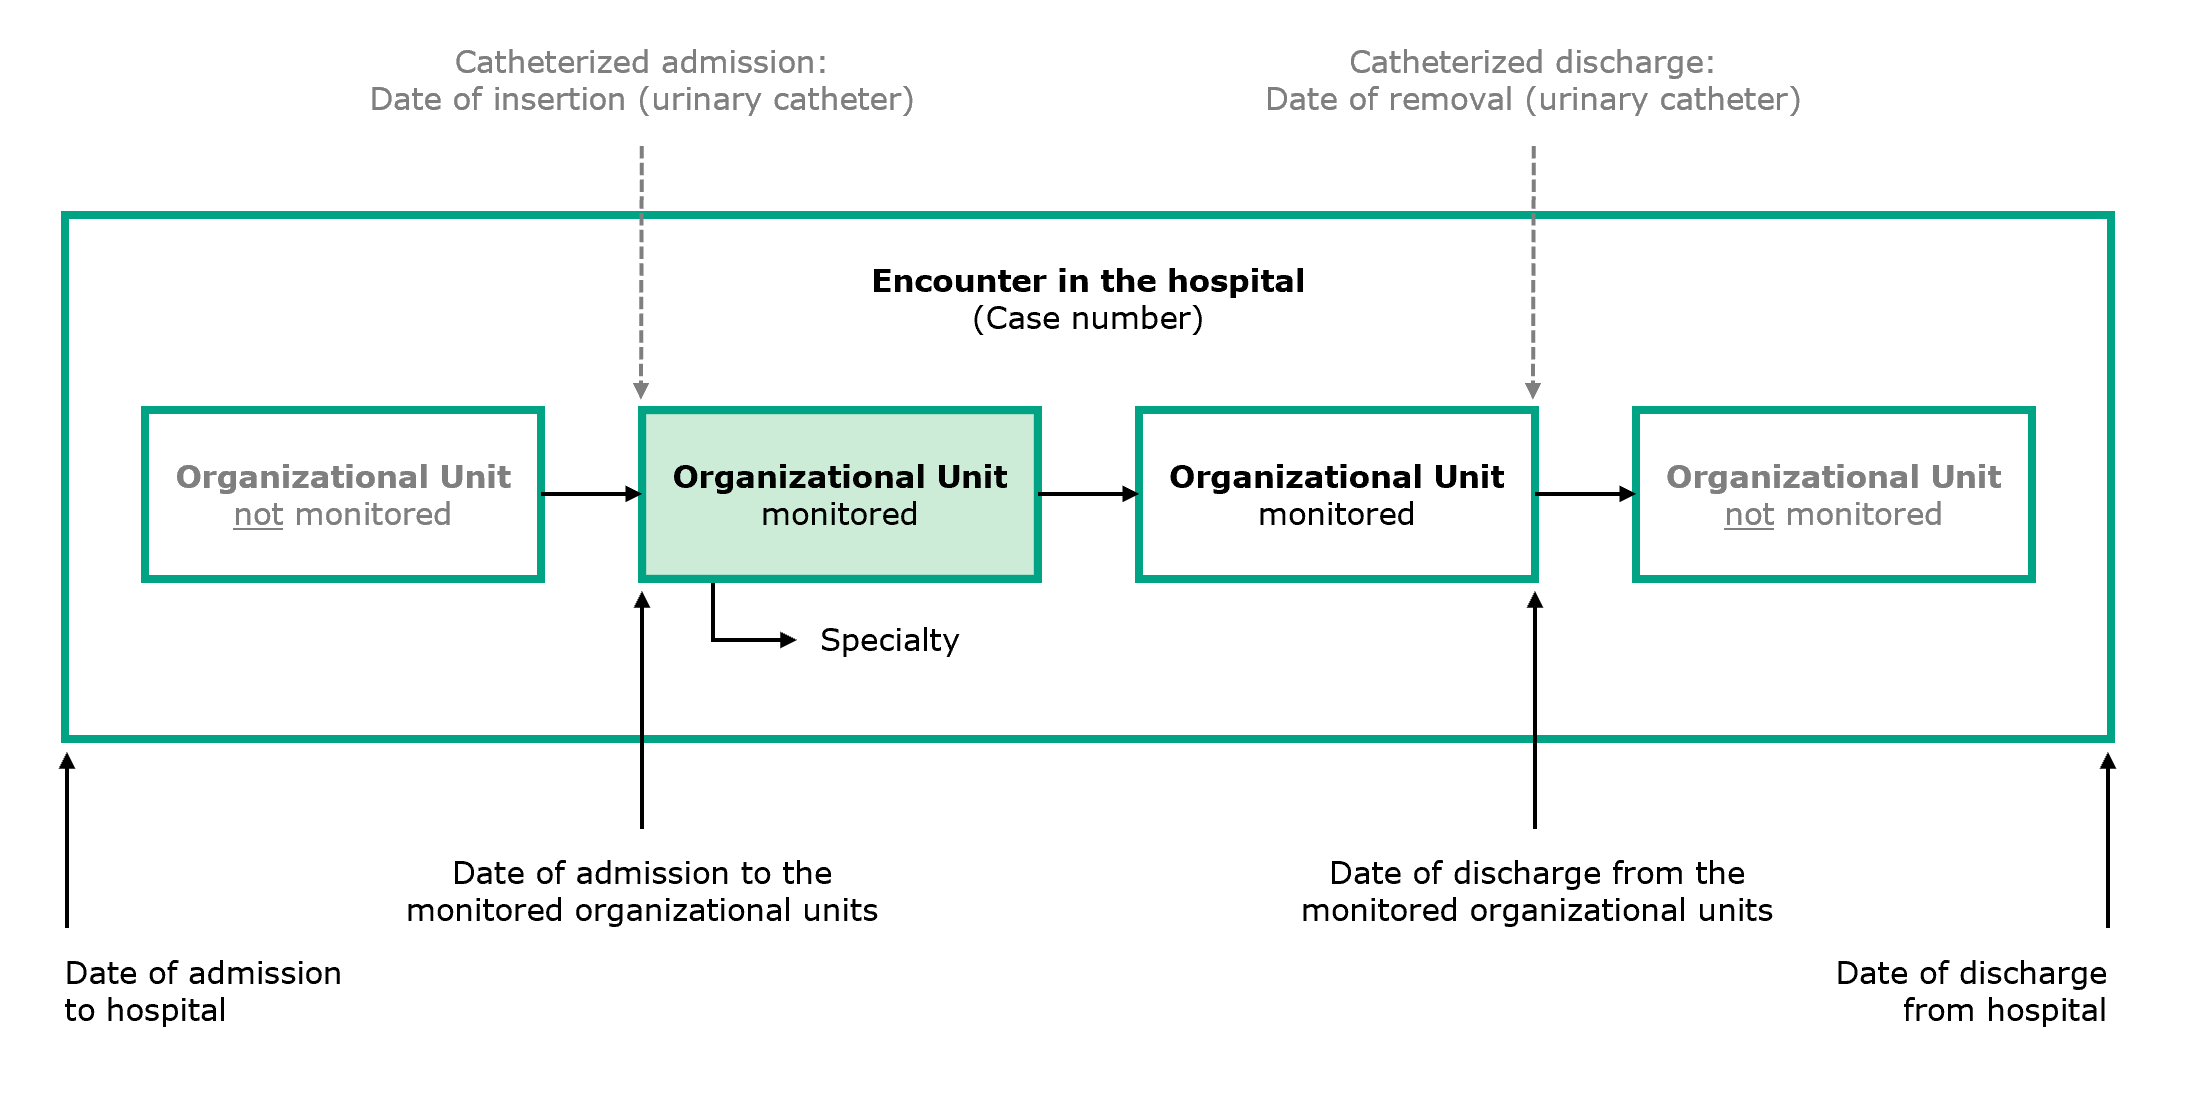 Catheterized admission:
Date of insertion (urinary catheter)
Catheterized discharge:
Date of removal (urinary catheter)
Encounter in the hospital
(Case number)
Organizational Unit
not monitored
Organizational Unit
monitored
Organizational Unit
monitored
Organizational Unit
not monitored
Specialty
Date of admission to the
monitored organizational units
Date of discharge from the
monitored organizational units
Date of admission
to hospital
Date of discharge
from hospital